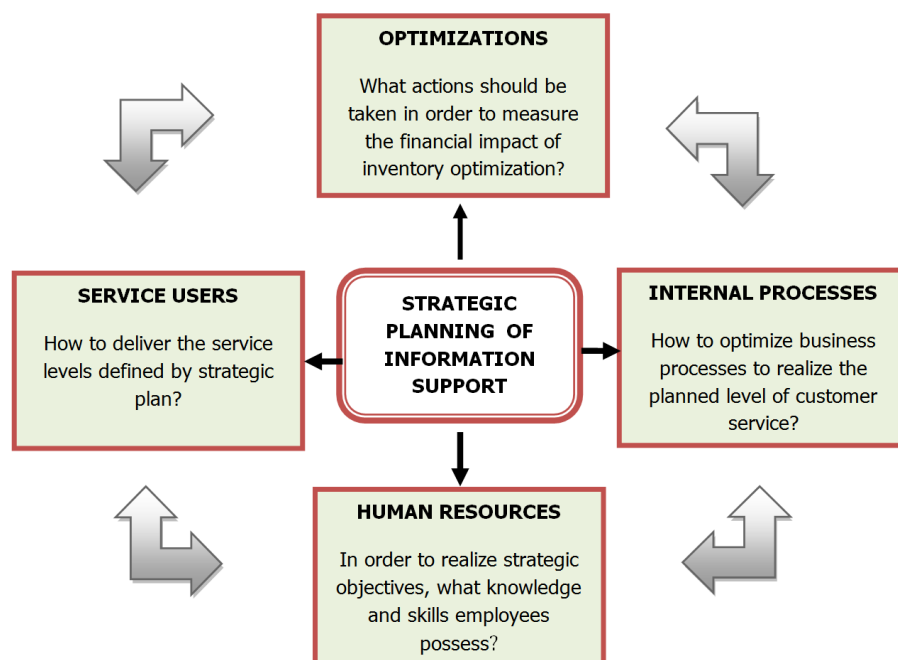 OPTIMIZATIONS
What actions should be
taken in order to measure
the financial impact of
inventory optimization?
SERVICE USERS
How to deliver the service
levels defined by strategic
plan?
STRATEGIC
PLANNING OF
INFORMATION
SUPPORT
INTERNAL PROCESSES
How to optimize business
processes to realize the
planned level of customer
service?
HUMAN RESOURCES
In order to realize strategic
objectives, what knowledge
and skills employees
possess?